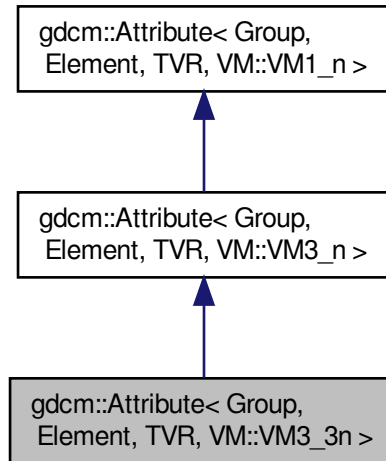 gdcm::Attribute< Group,
Element, TVR, VM::VM1_n >
gdcm::Attribute< Group,
Element, TVR, VM::VM3_n >
gdcm::Attribute< Group,
Element, TVR, VM::VM3_3n >